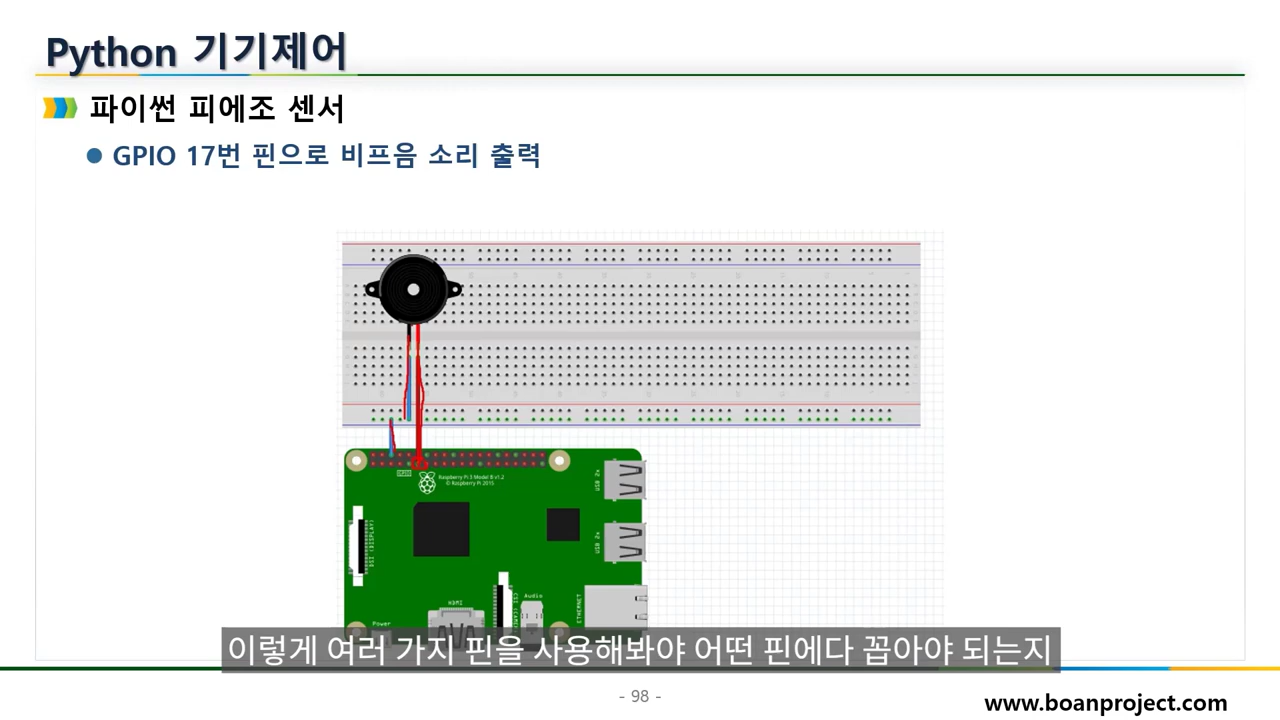 Python 기기제어
파이썬 피에조 센서
GPIO 17번 핀으로 비프음 소리 출력
GPIO
Raspberry Pi 3 Model B v1.2
© Raspberry Pi 2015
DSI (DISPLAY)
USB 2x
USB 2x
Power
HDMI
Audio
ETHERNET
이렇게 여러 가지 핀을 사용해봐야 어떤 핀에다 꼽아야 되는지
- 98 -
www.boanproject.com